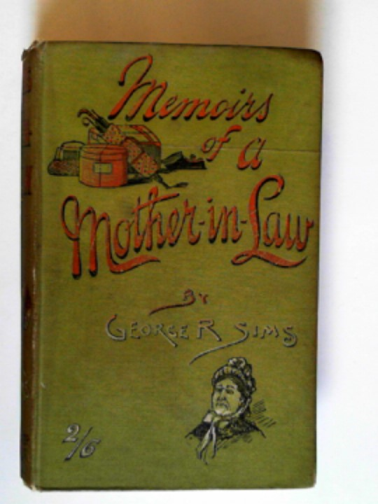 Memoirs
of a
Mother-in-Law
BY
GEORGE R SIMS
2/6